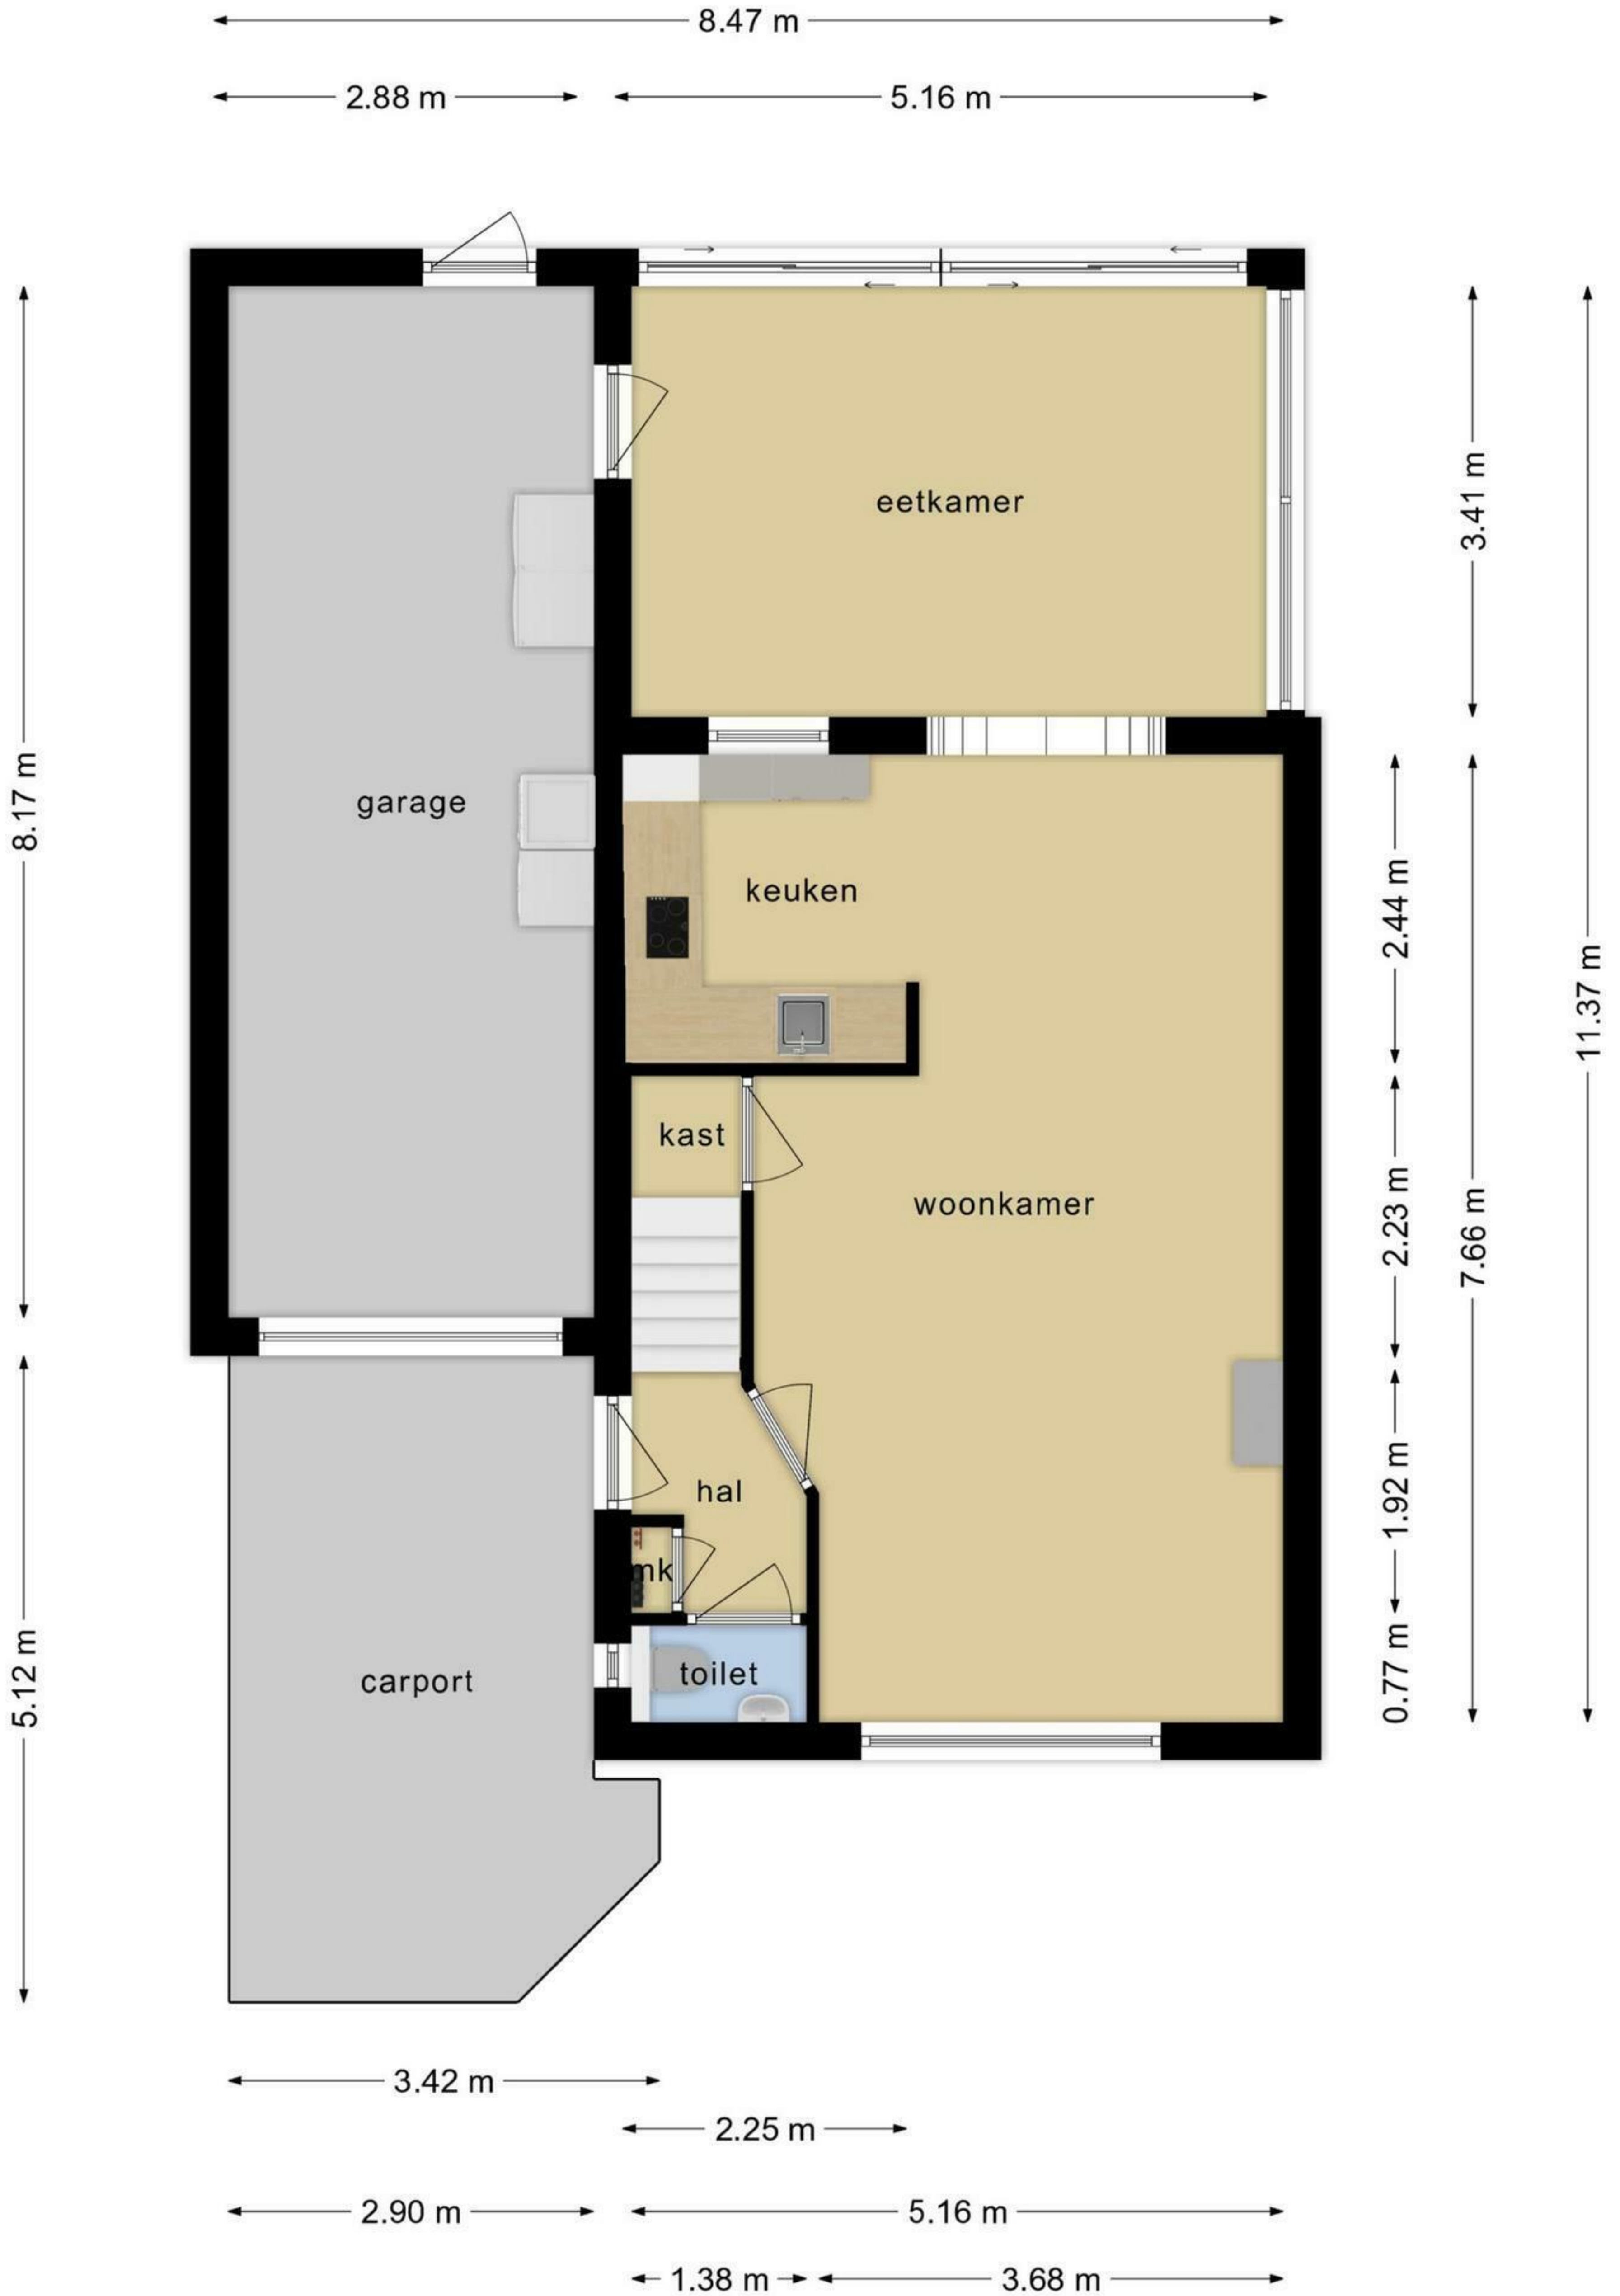 8.47 m
2.88 m
5.16 m
eetkamer
3.41 m
garage
8.17 m
keuken
2.44 m
11.37 m
kast
woonkamer
2.23 m
7.66 m
hal
1.92 m
mk
toilet
0.77 m
carport
5.12 m
3.42 m
2.25 m
2.90 m
5.16 m
1.38 m
3.68 m